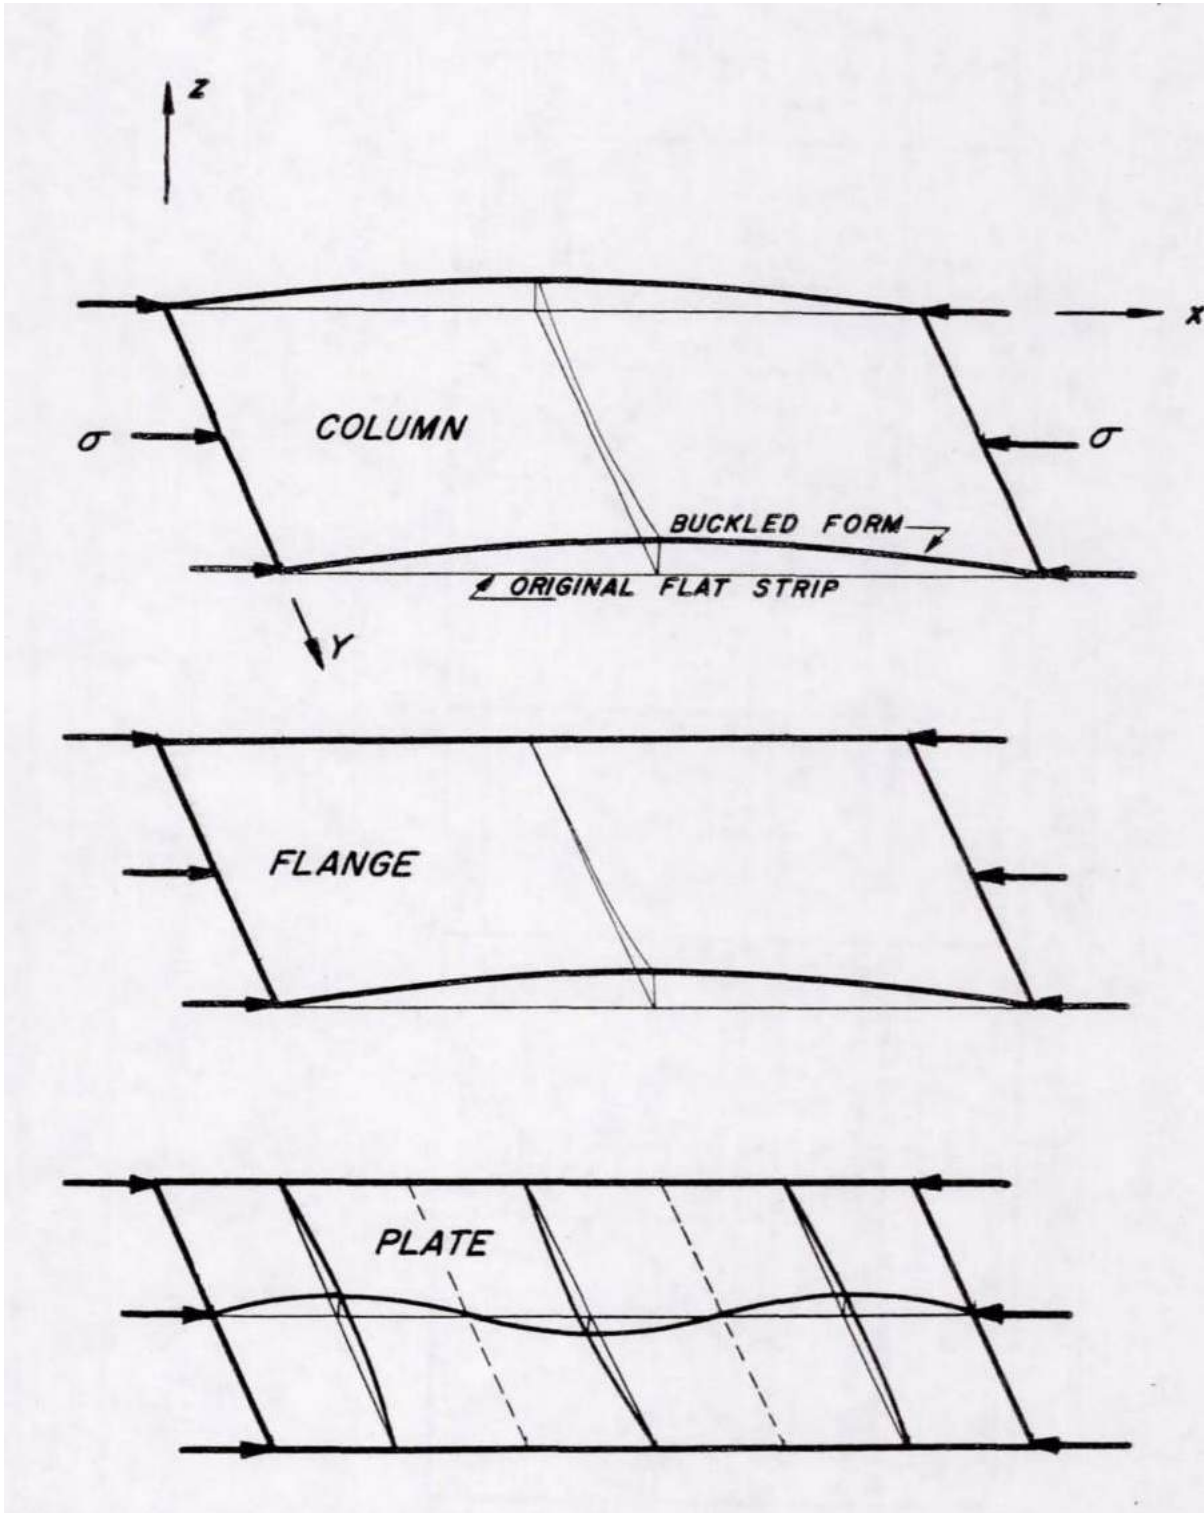 Z
X
COLUMN
σ
σ
BUCKLED FORM
ORIGINAL FLAT STRIP
Y
FLANGE
PLATE